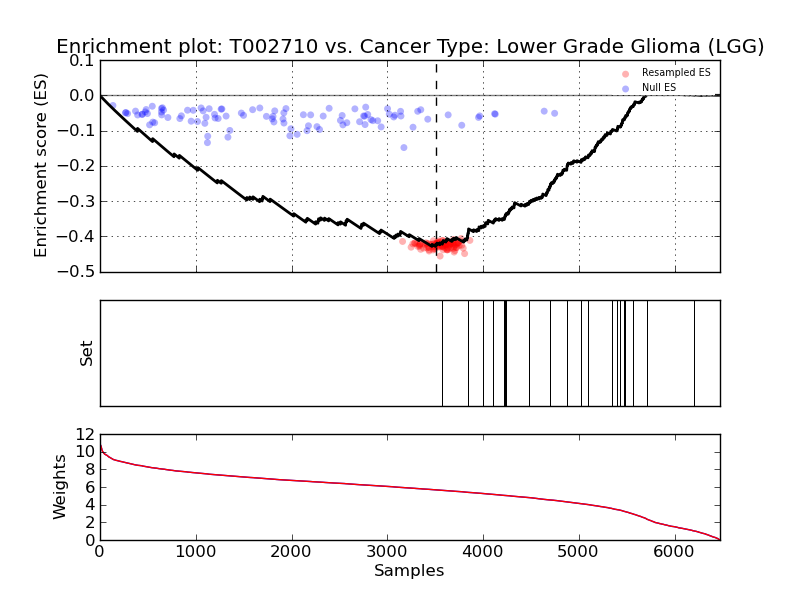 Enrichment plot: T002710 vs. Cancer Type: Lower Grade Glioma (LGG)
Enrichment score (ES)
0.1
0.0
−0.1
−0.2
−0.3
−0.4
−0.5
Resampled ES
Null ES
Set
Weights
12
10
8
6
4
2
0
0 1000 2000 3000 4000 5000 6000
Samples